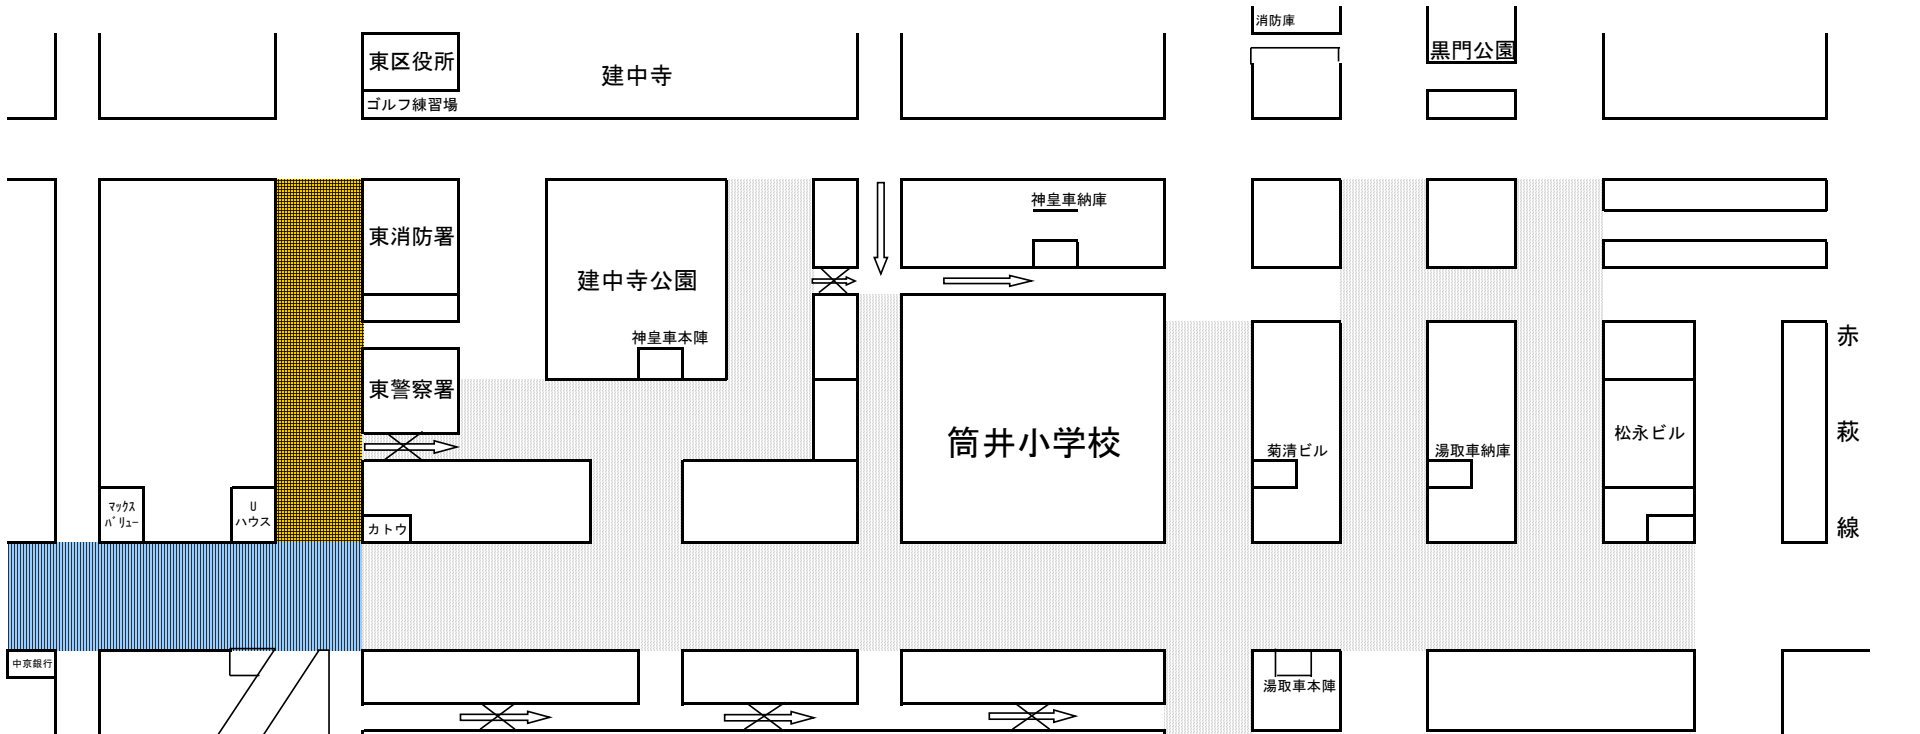 消防庫
黒門公園
東区役所
建中寺
ゴルフ練習場
神皇車納庫
東消防署
建中寺公園
神皇車本陣
赤
萩
線
東警察署
筒井小学校
菊清ビル
湯取車納庫
松永ビル
ﾏｯｸｽ
ﾊﾞﾘｭｰ
U
ハウス
カトウ
中京銀行
湯取車本陣